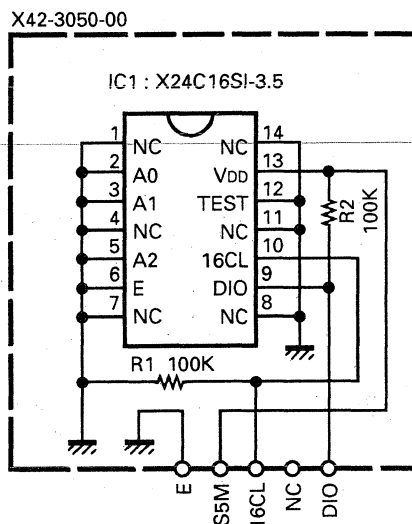 X42-3050-00
IC1 : X24C16SI-3.5
1 NC NC 14
2 A0 VDD 13
3 A1 TEST 12
4 NC NC 11
5 A2 16CL 10
6 E DIO 9
7 NC NC 8
R2 100K
R1 100K
E
S5M
16CL
NC
DIO